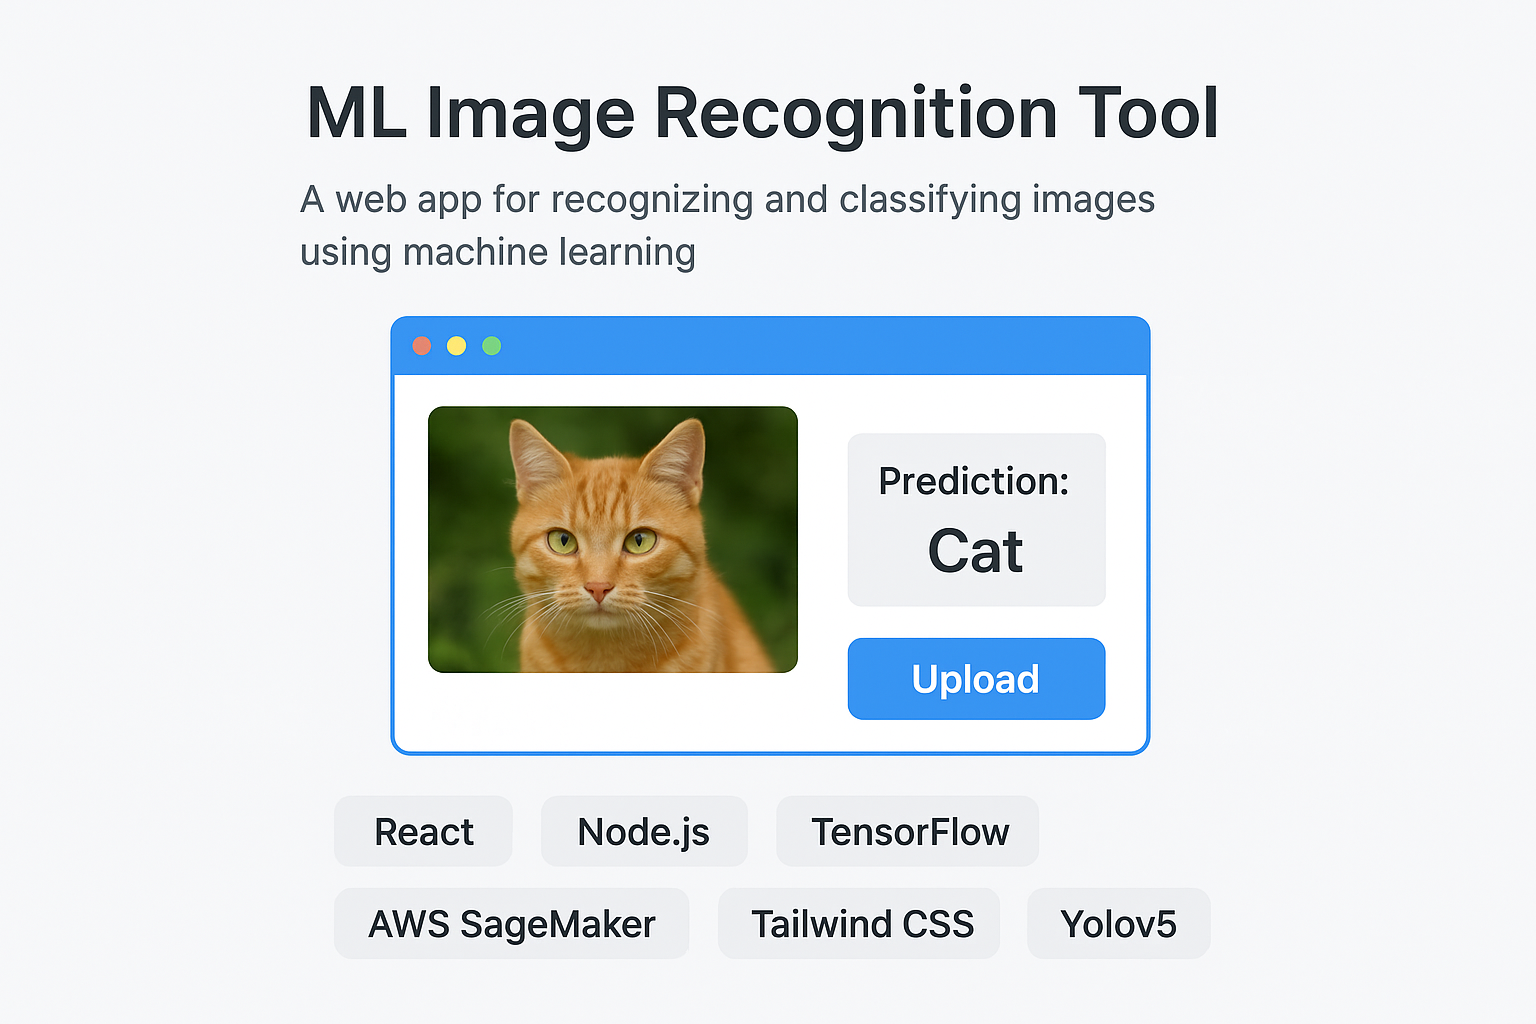 ML Image Recognition Tool
A web app for recognizing and classifying images
using machine learning
Prediction:
Cat
Upload
React
Node.js
TensorFlow
AWS SageMaker
Tailwind CSS
Yolov5